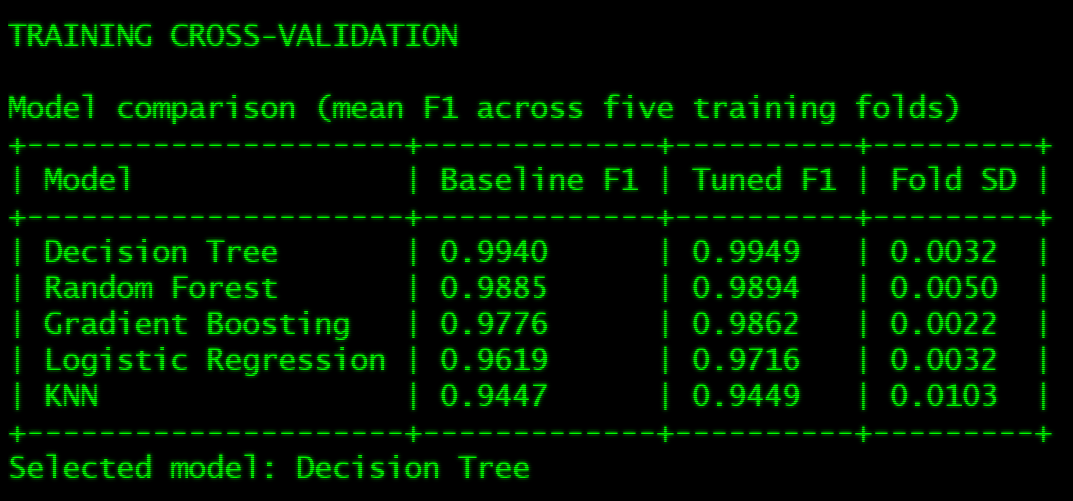 TRAINING CROSS-VALIDATION
Model comparison (mean F1 across five training folds)
+---------------------+-------------+----------+---------+
| Model               | Baseline F1 | Tuned F1 | Fold SD |
+---------------------+-------------+----------+---------+
| Decision Tree       | 0.9940      | 0.9949   | 0.0032  |
| Random Forest       | 0.9885      | 0.9894   | 0.0050  |
| Gradient Boosting   | 0.9776      | 0.9862   | 0.0022  |
| Logistic Regression | 0.9619      | 0.9716   | 0.0032  |
| KNN                 | 0.9447      | 0.9449   | 0.0103  |
+---------------------+-------------+----------+---------+
Selected model: Decision Tree